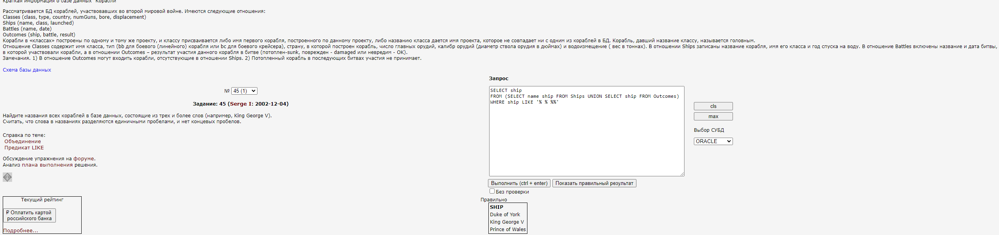 Краткая информация о базе данных "Корабли"
Рассматривается БД кораблей, участвовавших во второй мировой войне. Имеются следующие отношения:
Classes (class, type, country, numGuns, bore, displacement)
Ships (name, class, launched)
Battles (name, date)
Outcomes (ship, battle, result)
Корабли в «классах» построены по одному и тому же проекту, и классу присваивается либо имя первого корабля, построенного по данному проекту, либо названию класса дается имя проекта, которое не совпадает ни с одним из кораблей в БД. Корабль, давший название классу, называется головным.
Отношение Classes содержит имя класса, тип (bb для боевого (линейного) корабля или bc для боевого крейсера), страну, в которой построен корабль, число главных орудий, калибр орудий (диаметр ствола орудия в дюймах) и водоизмещение ( вес в тоннах). В отношении Ships записаны название корабля, имя его класса и год спуска на воду. В отношение Battles включены название и дата битвы,
в которой участвовали корабли, а в отношении Outcomes – результат участия данного корабля в битве (потоплен-sunk, поврежден - damaged или невредим - OK).
Замечания. 1) В отношение Outcomes могут входить корабли, отсутствующие в отношении Ships. 2) Потопленный корабль в последующих битвах участия не принимает.
Схема базы данных
№ 45 (1)
Задание: 45 (Serge I: 2002-12-04)
Найдите названия всех кораблей в базе данных, состоящие из трех и более слов (например, King George V).
Считать, что слова в названиях разделяются единичными пробелами, и нет концевых пробелов.
Справка по теме:
Объединение
Предикат LIKE
Обсуждение упражнения на форуме.
Анализ плана выполнения решения.
Текущий рейтинг
₽ Оплатить картой
российского банка
Подробнее...
Запрос
SELECT ship
FROM (SELECT name ship FROM Ships UNION SELECT ship FROM Outcomes)
WHERE ship LIKE '% % %%'
cls
max
Выбор СУБД
ORACLE
Выполнить (ctrl + enter) Показать правильный результат
Без проверки
Правильно
SHIP
Duke of York
King George V
Prince of Wales